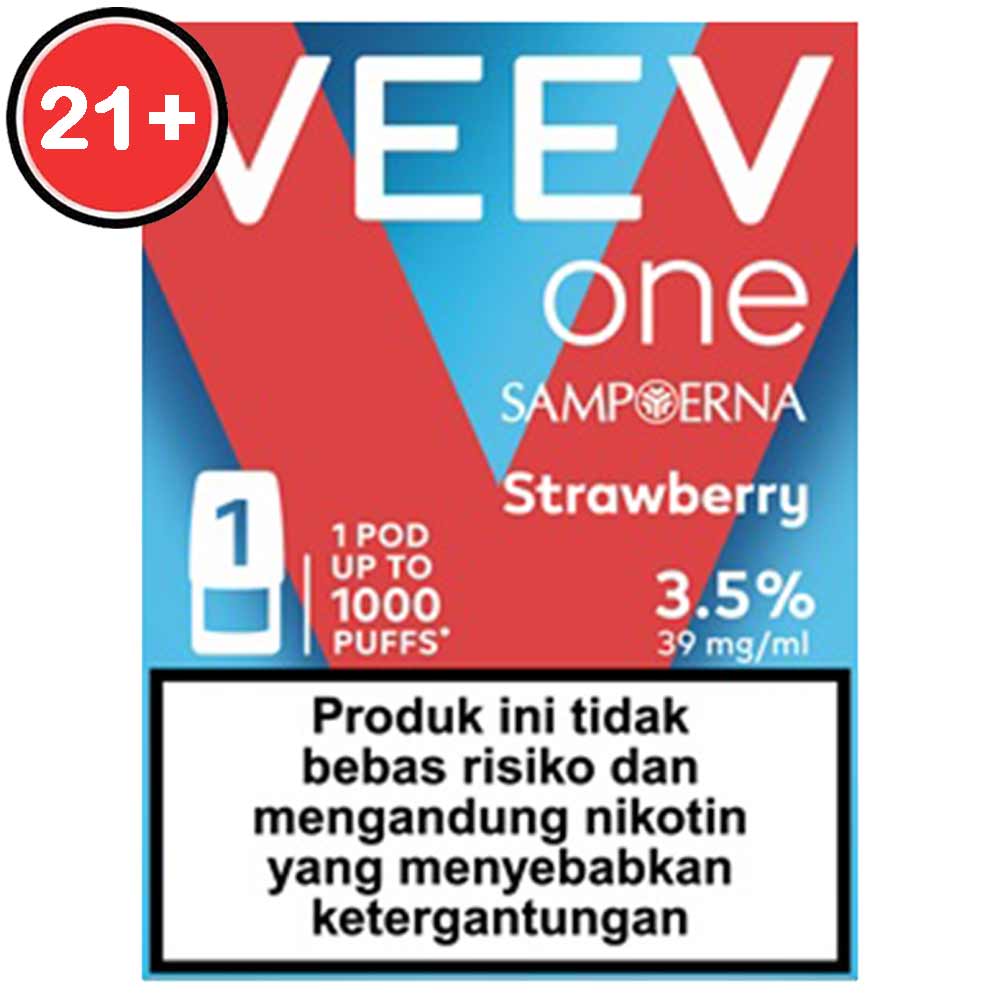 21+
VEEV
one
SAMPOERNA
Strawberry
1
1 POD
UP TO
1000
PUFFS*
3.5%
39 mg/ml
Produk ini tidak
bebas risiko dan
mengandung nikotin
yang menyebabkan
ketergantungan